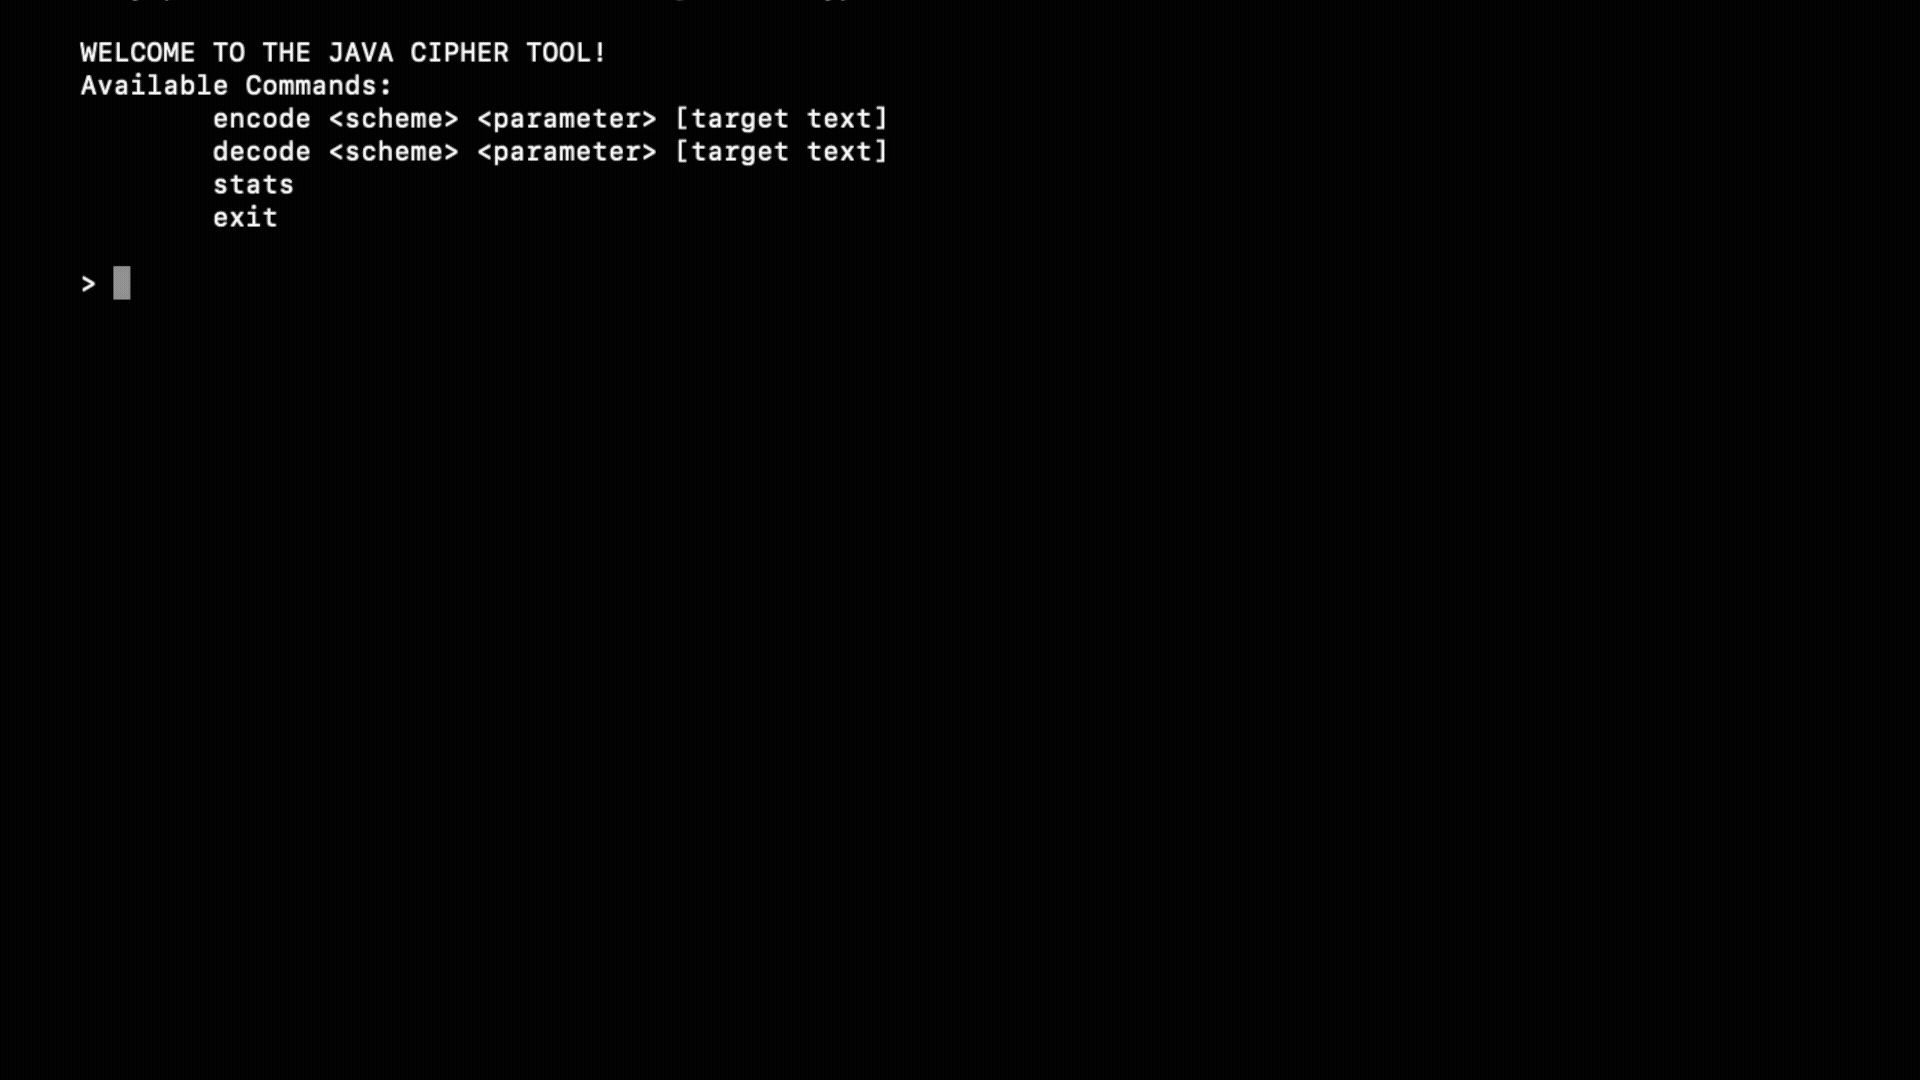 WELCOME TO THE JAVA CIPHER TOOL!
Available Commands:
encode <scheme> <parameter> [target text]
decode <scheme> <parameter> [target text]
stats
exit
>